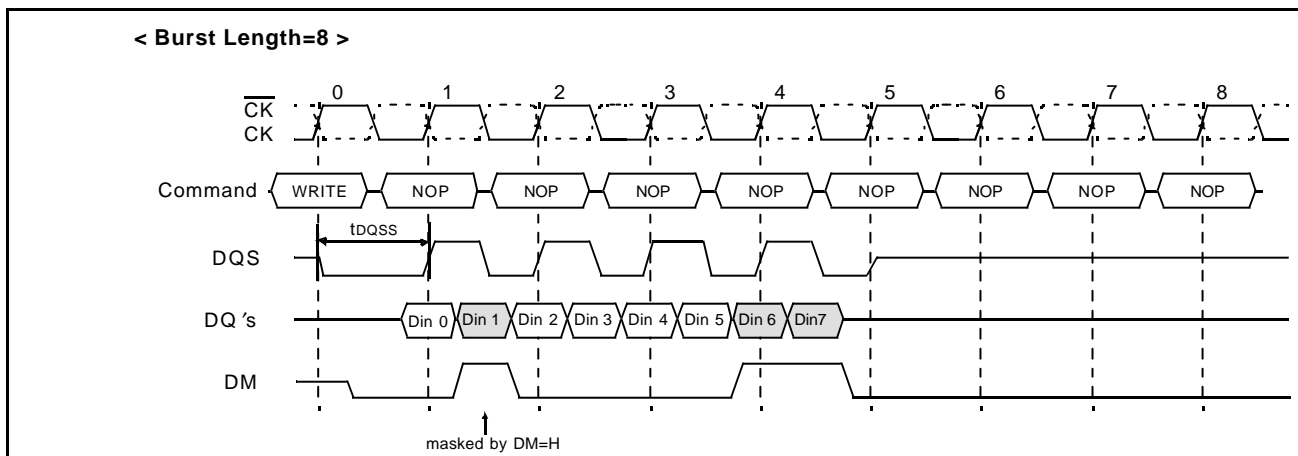 < Burst Length=8 >
0 1 2 3 4 5 6 7 8
CK
CK
Command WRITE NOP NOP NOP NOP NOP NOP NOP NOP
tDQSS
DQS
DQ's Din 0 Din 1 Din 2 Din 3 Din 4 Din 5 Din 6 Din7
DM
masked by DM=H